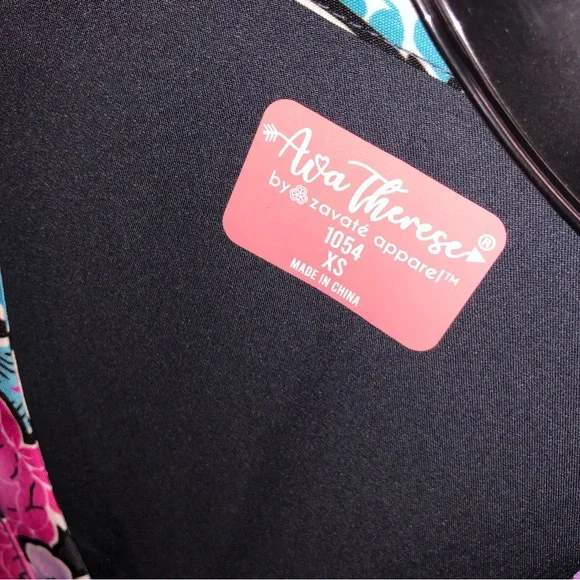 Ava Therese®
by zavaté apparel™
1054
XS
MADE IN CHINA